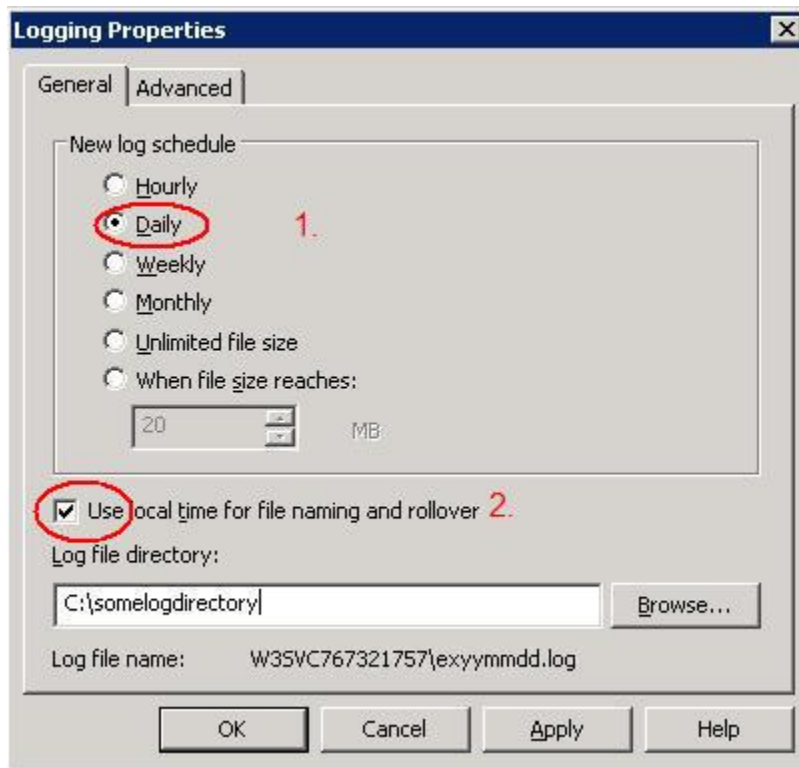 Logging Properties
General Advanced
New log schedule
Hourly
Daily 1.
Weekly
Monthly
Unlimited file size
When file size reaches:
20 MB
Use local time for file naming and rollover 2.
Log file directory:
C:\somelogdirectory Browse...
Log file name: W3SVC767321757\exyymmdd.log
OK Cancel Apply Help